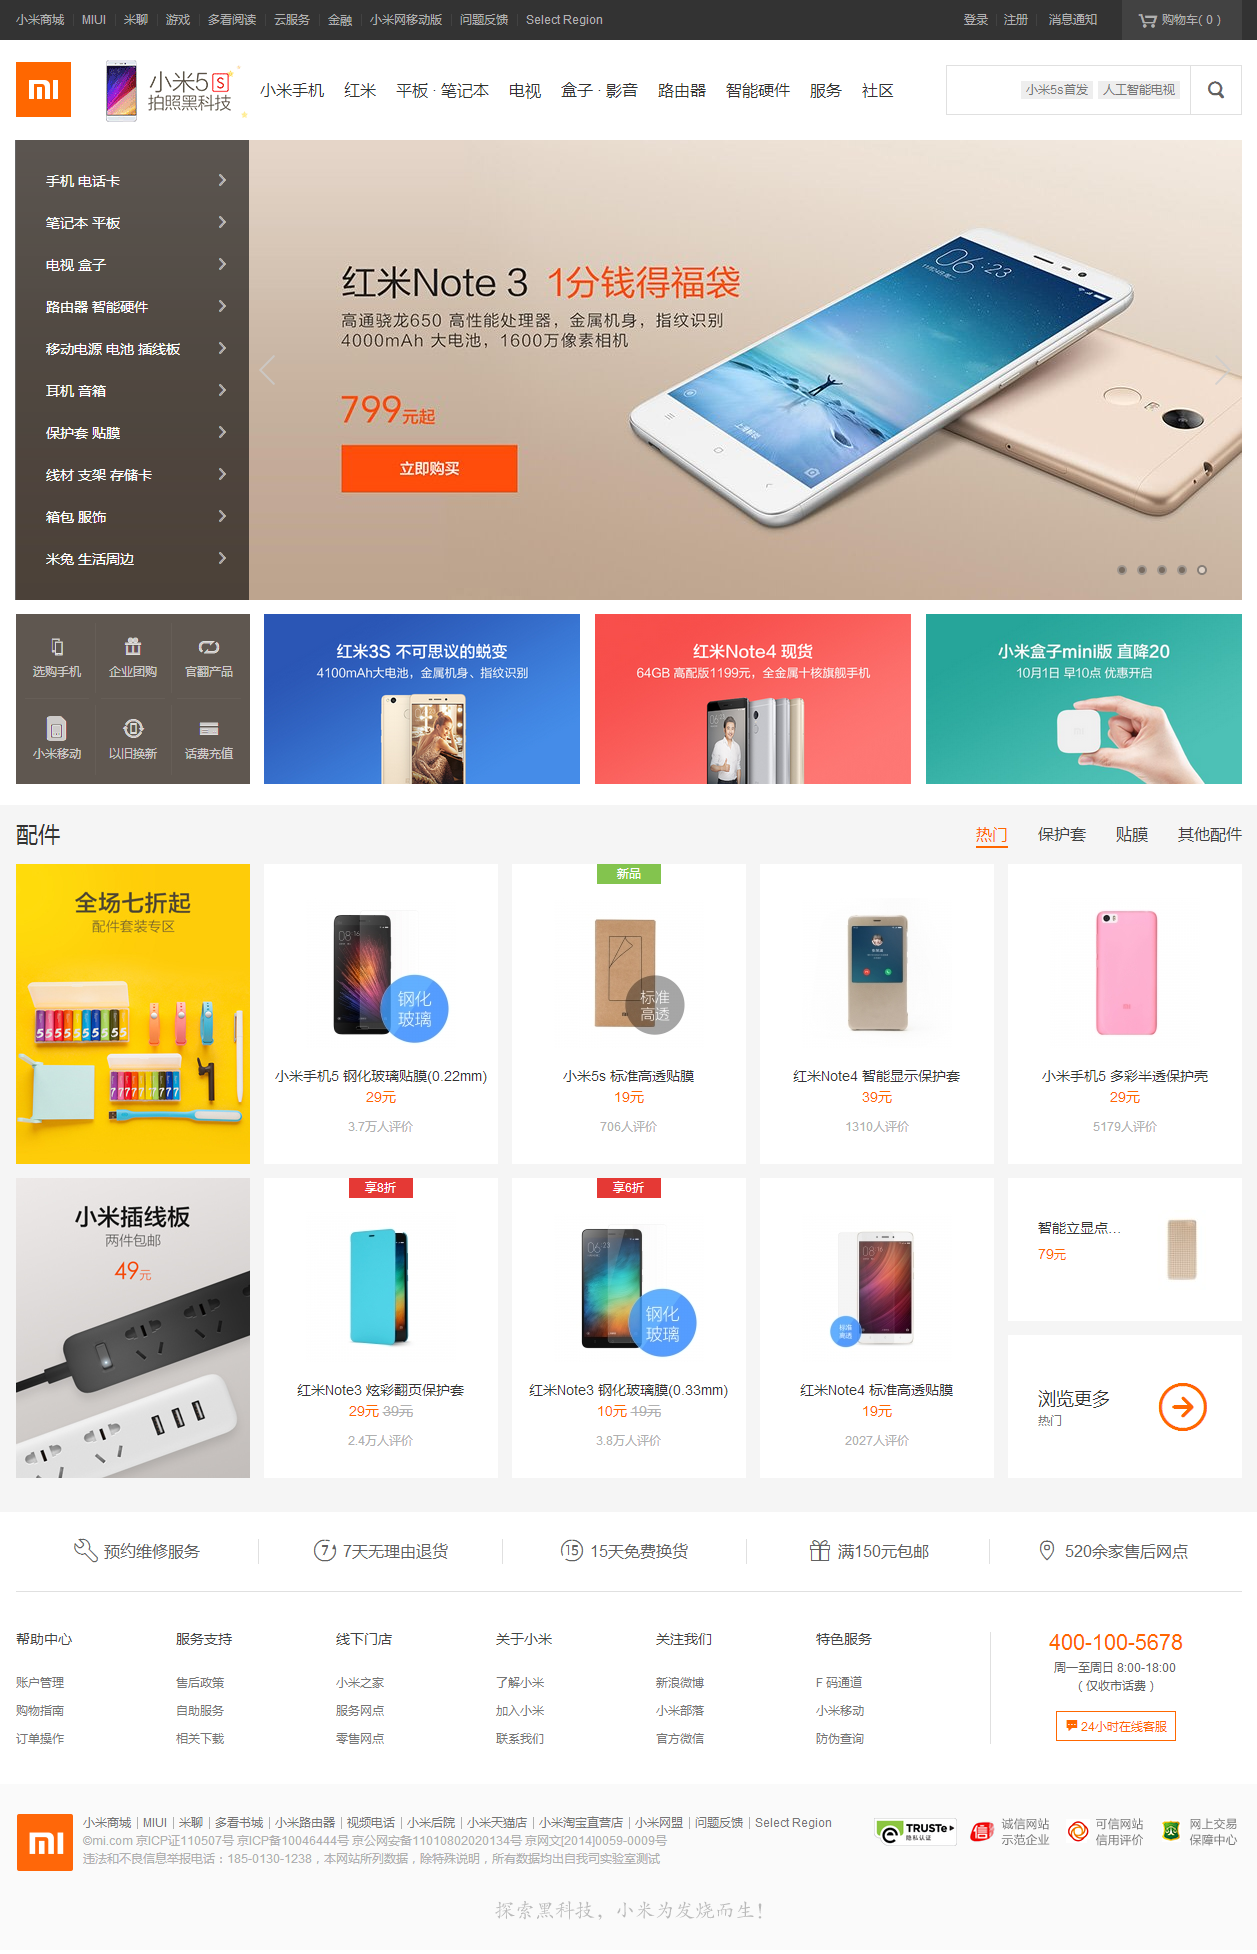 小米商城 MIUI 米聊 游戏 多看阅读 云服务 金融 小米网移动版 问题反馈 Select Region 登录 注册 消息通知 购物车( 0 )
mi 小米5S 小米手机 红米 平板 · 笔记本 电视 盒子 · 影音 路由器 智能硬件 服务 社区 小米5s首发 人工智能电视
拍照黑科技
手机 电话卡
笔记本 平板
电视 盒子
路由器 智能硬件
移动电源 电池 插线板
耳机 音箱
保护套 贴膜
线材 支架 存储卡
箱包 服饰
米兔 生活周边
红米Note 3 1分钱得福袋
高通骁龙650 高性能处理器，金属机身，指纹识别
4000mAh 大电池，1600万像素相机
799元起
立即购买
06:23
上滑解锁
选购手机 企业团购 官翻产品
小米移动 以旧换新 话费充值
红米3S 不可思议的蜕变
4100mAh大电池，金属机身、指纹识别
红米Note4 现货
64GB 高配版1199元，全金属十核旗舰手机
小米盒子mini版 直降20
10月1日 早10点 优惠开启
配件 热门 保护套 贴膜 其他配件
全场七折起
配件套装专区
钢化
玻璃
小米手机5 钢化玻璃贴膜(0.22mm)
29元
3.7万人评价
新品
标准
高透
小米5s 标准高透贴膜
19元
706人评价
红米Note4 智能显示保护套
39元
1310人评价
小米手机5 多彩半透保护壳
29元
5179人评价
小米插线板
两件包邮
49元
享8折
红米Note3 炫彩翻页保护套
29元 39元
2.4万人评价
享6折
钢化
玻璃
红米Note3 钢化玻璃膜(0.33mm)
10元 19元
3.8万人评价
标准
高透
红米Note4 标准高透贴膜
19元
2027人评价
智能立显点…
79元
浏览更多
热门
预约维修服务 7 7天无理由退货 15 15天免费换货 满150元包邮 520余家售后网点
帮助中心 服务支持 线下门店 关于小米 关注我们 特色服务
账户管理 售后政策 小米之家 了解小米 新浪微博 F 码通道
购物指南 自助服务 服务网点 加入小米 小米部落 小米移动
订单操作 相关下载 零售网点 联系我们 官方微信 防伪查询
400-100-5678
周一至周日 8:00-18:00
（仅收市话费）
24小时在线客服
mi
小米商城｜MIUI｜米聊｜多看书城｜小米路由器｜视频电话｜小米后院｜小米天猫店｜小米淘宝直营店｜小米网盟｜问题反馈｜Select Region
©mi.com 京ICP证110507号 京ICP备10046444号 京公网安备11010802020134号 京网文[2014]0059-0009号
违法和不良信息举报电话：185-0130-1238，本网站所列数据，除特殊说明，所有数据均出自我司实验室测试
TRUSTe
隐私认证
诚信网站
示范企业
可信网站
信用评价
网上交易
保障中心
探索黑科技，小米为发烧而生！